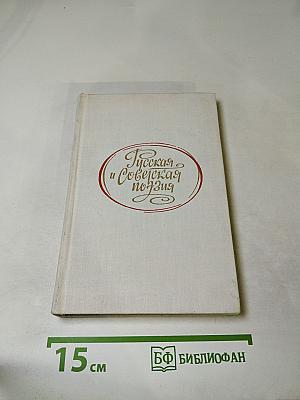 Русская
и Советская
поэзия
15 см
БФ БИБЛИОФАН